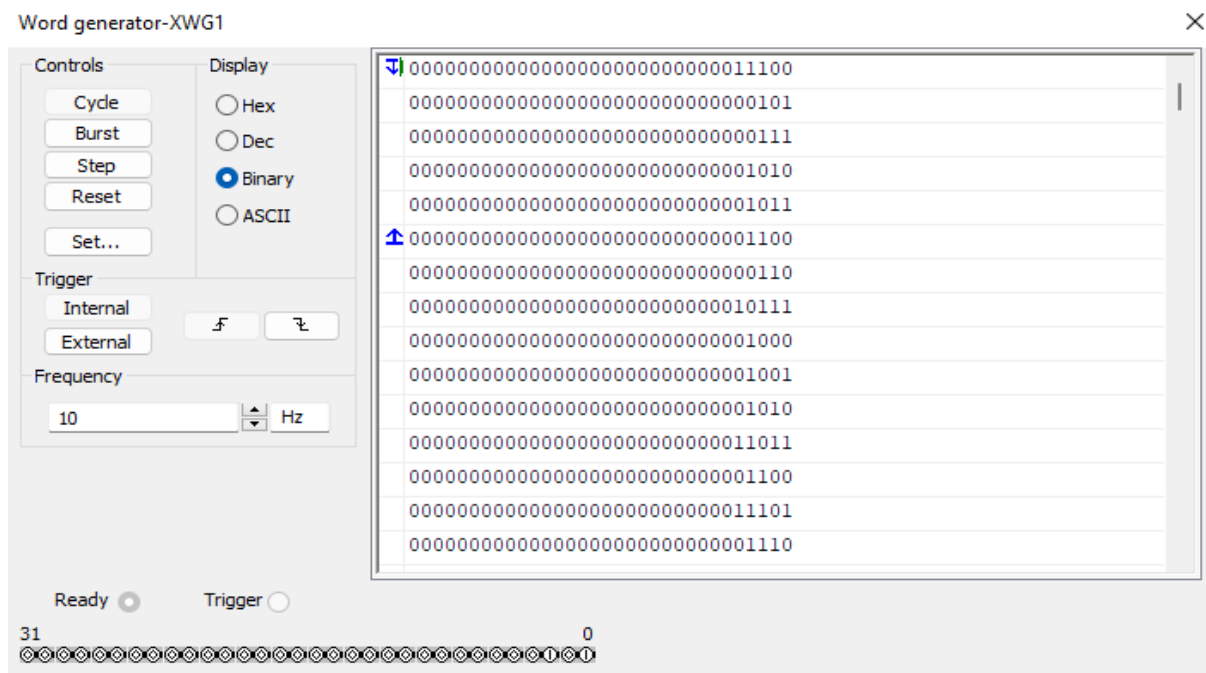 Word generator-XWG1
Controls
Cycle
Burst
Step
Reset
Set...
Display
Hex
Dec
Binary
ASCII
Trigger
Internal
External
Frequency
10 Hz
00000000000000000000000000011100
00000000000000000000000000000101
00000000000000000000000000000111
00000000000000000000000000001010
00000000000000000000000000001011
00000000000000000000000000001100
00000000000000000000000000000110
00000000000000000000000000010111
00000000000000000000000000001000
00000000000000000000000000001001
00000000000000000000000000001010
00000000000000000000000000011011
00000000000000000000000000001100
00000000000000000000000000011101
00000000000000000000000000001110
Ready Trigger
31 0